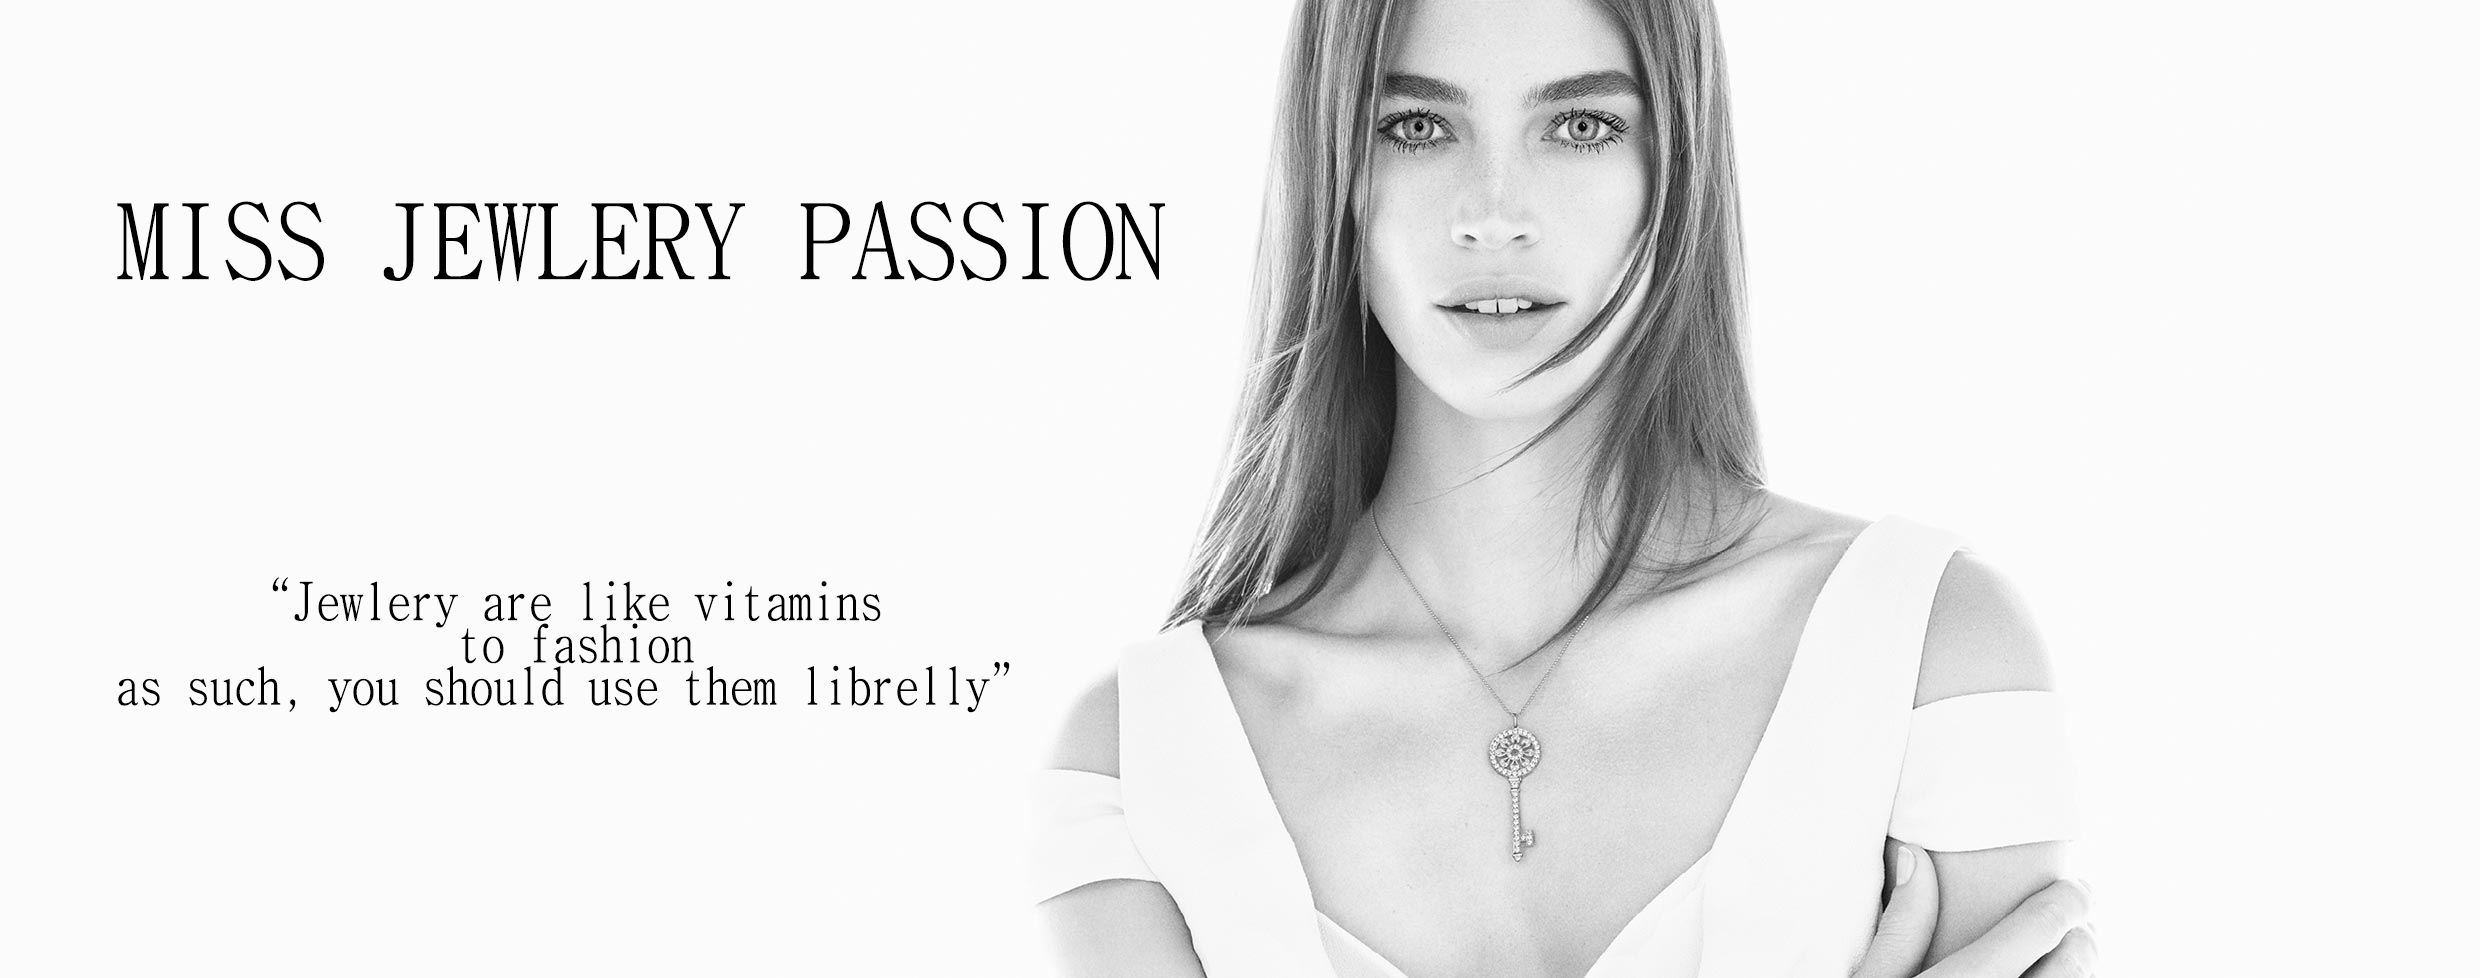 MISS JEWLERY PASSION
“Jewlery are like vitamins
to fashion
as such, you should use them librelly”